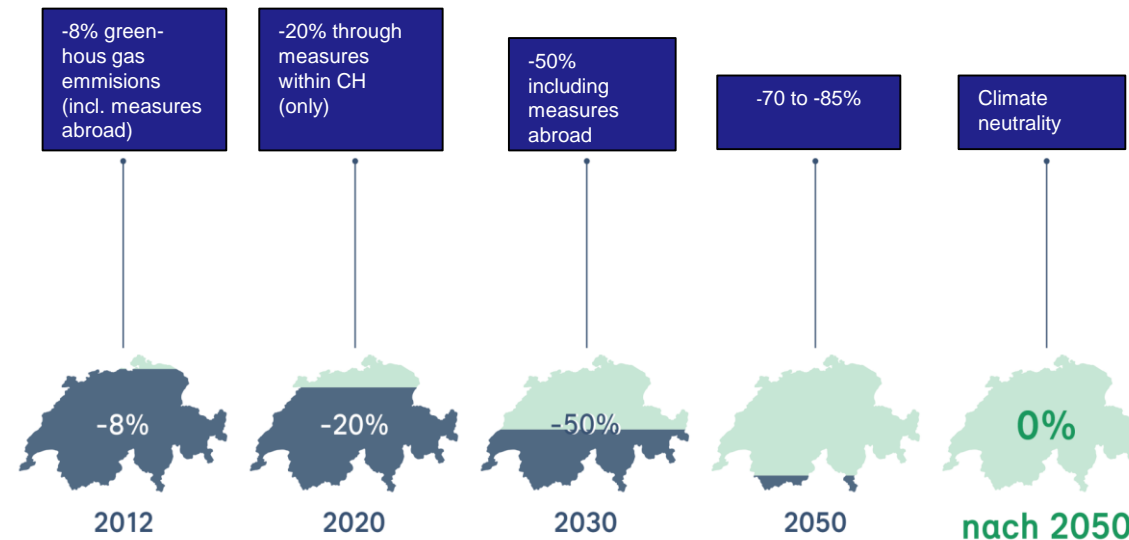 -8% green-
hous gas
emmisions
(incl. measures
abroad)
-20% through
measures
within CH
(only)
-50%
including
measures
abroad
-70 to -85%
Climate
neutrality
-8%
-20%
-50%
0%
2012
2020
2030
2050
nach 2050